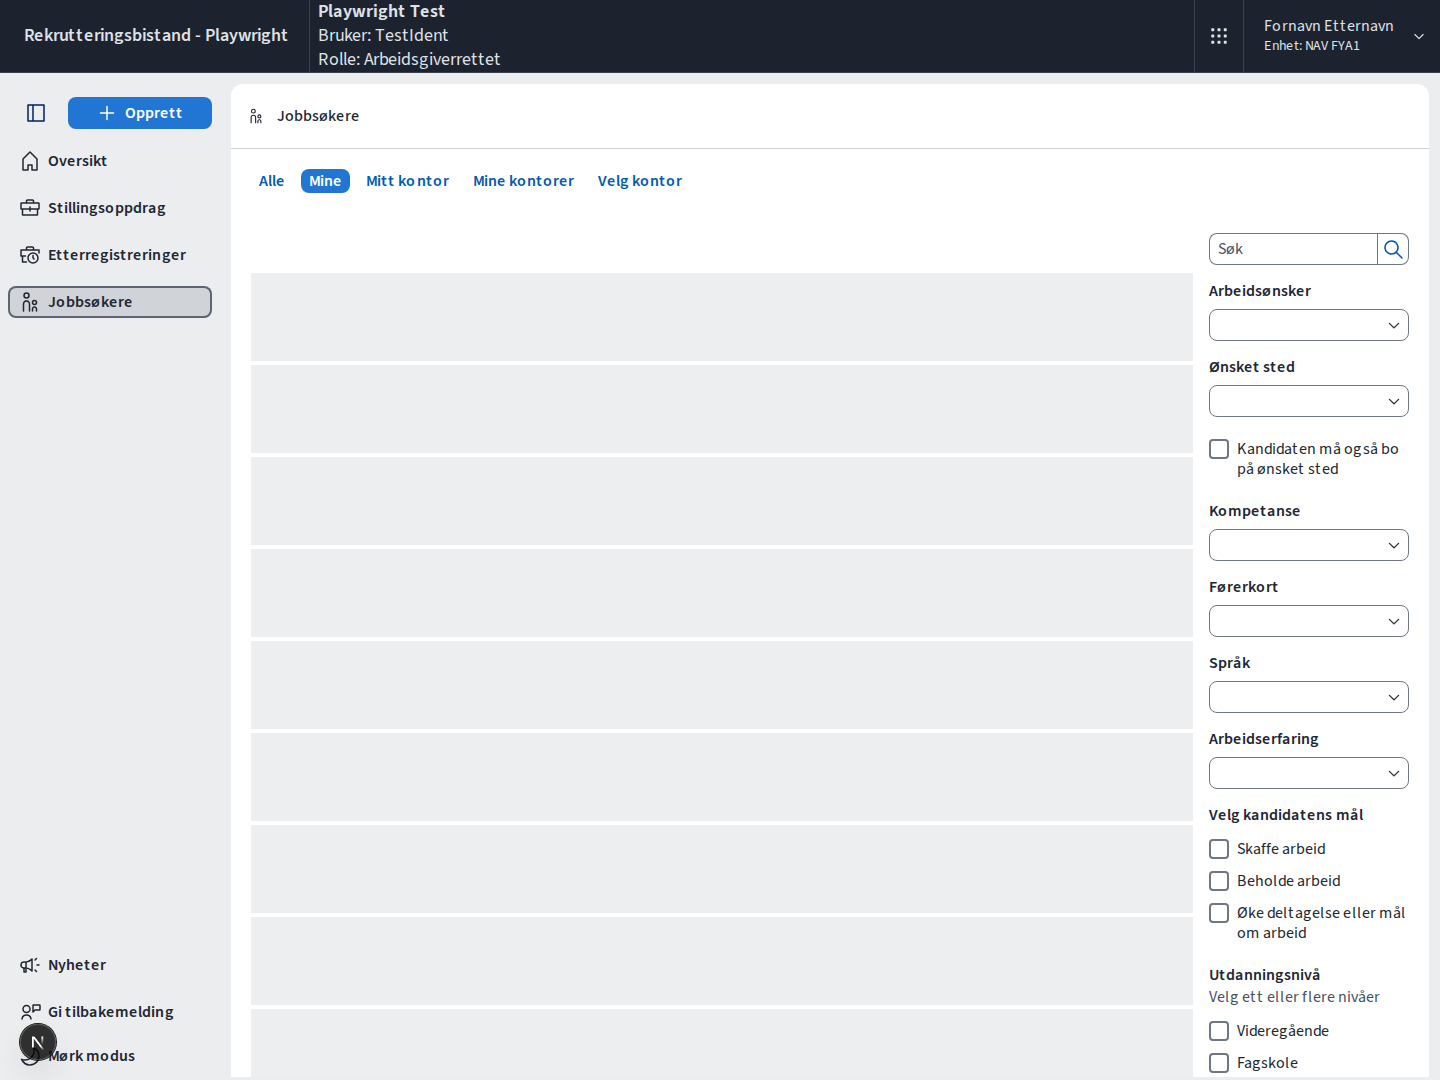 Rekrutteringsbistand - Playwright
Playwright Test
Bruker: TestIdent
Rolle: Arbeidsgiverrettet
Fornavn Etternavn
Enhet: NAV FYA1
Opprett
Oversikt
Stillingsoppdrag
Etterregistreringer
Jobbsøkere
Nyheter
Gi tilbakemelding
N
Mørk modus
Jobbsøkere
Alle
Mine
Mitt kontor
Mine kontorer
Velg kontor
Søk
Arbeidsønsker
Ønsket sted
Kandidaten må også bo
på ønsket sted
Kompetanse
Førerkort
Språk
Arbeidserfaring
Velg kandidatens mål
Skaffe arbeid
Beholde arbeid
Øke deltagelse eller mål
om arbeid
Utdanningsnivå
Velg ett eller flere nivåer
Videregående
Fagskole